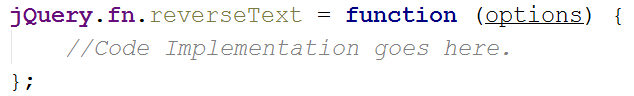 jQuery.fn.reverseText = function (options) {
    //Code Implementation goes here.
};